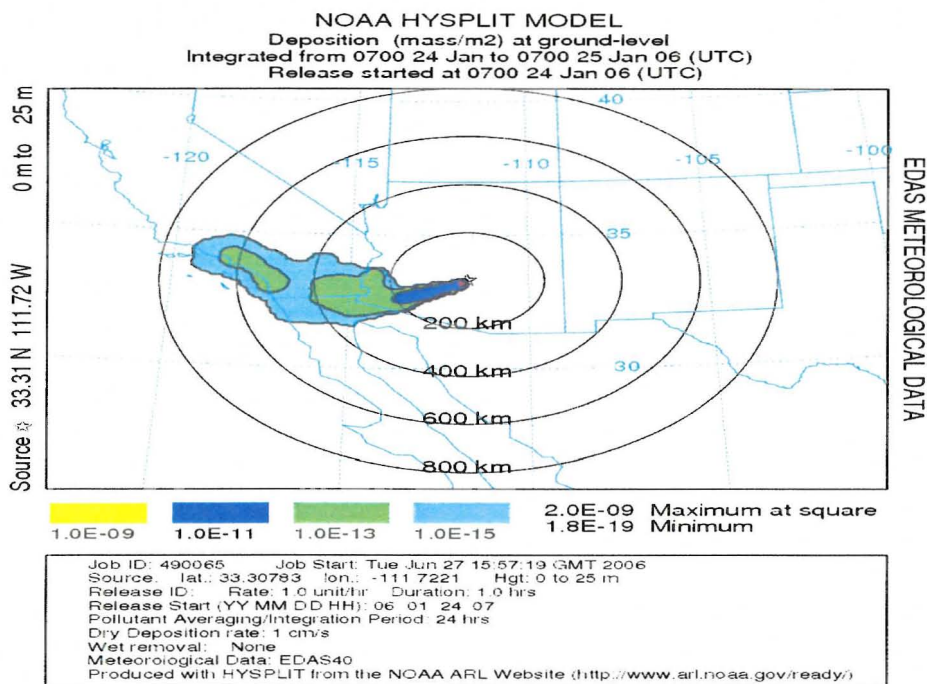 NOAA HYSPLIT MODEL
Deposition (mass/m2) at ground-level
Integrated from 0700 24 Jan to 0700 25 Jan 06 (UTC)
Release started at 0700 24 Jan 06 (UTC)
Source ☆ 33.31 N 111.72 W 0 m to 25 m
40
-120
-115
-110
-105
-100
35
200 km
30
400 km
600 km
800 km
EDAS METEOROLOGICAL DATA
1.0E-09 1.0E-11 1.0E-13 1.0E-15
2.0E-09 Maximum at square
1.8E-19 Minimum
Job ID: 490065 Job Start: Tue Jun 27 15:57:19 GMT 2006
Source. lat.: 33.30783 lon.: -111 7221 Hgt: 0 to 25 m
Release ID: Rate: 1.0 unit/hr Duration: 1.0 hrs
Release Start (YY MM DD HH): 06 01 24 07
Pollutant Averaging/Integration Period: 24 hrs
Dry Deposition rate: 1 cm/s
Wet removal: None
Meteorological Data: EDAS40
Produced with HYSPLIT from the NOAA ARL Website (http://www.arl.noaa.gov/ready/)